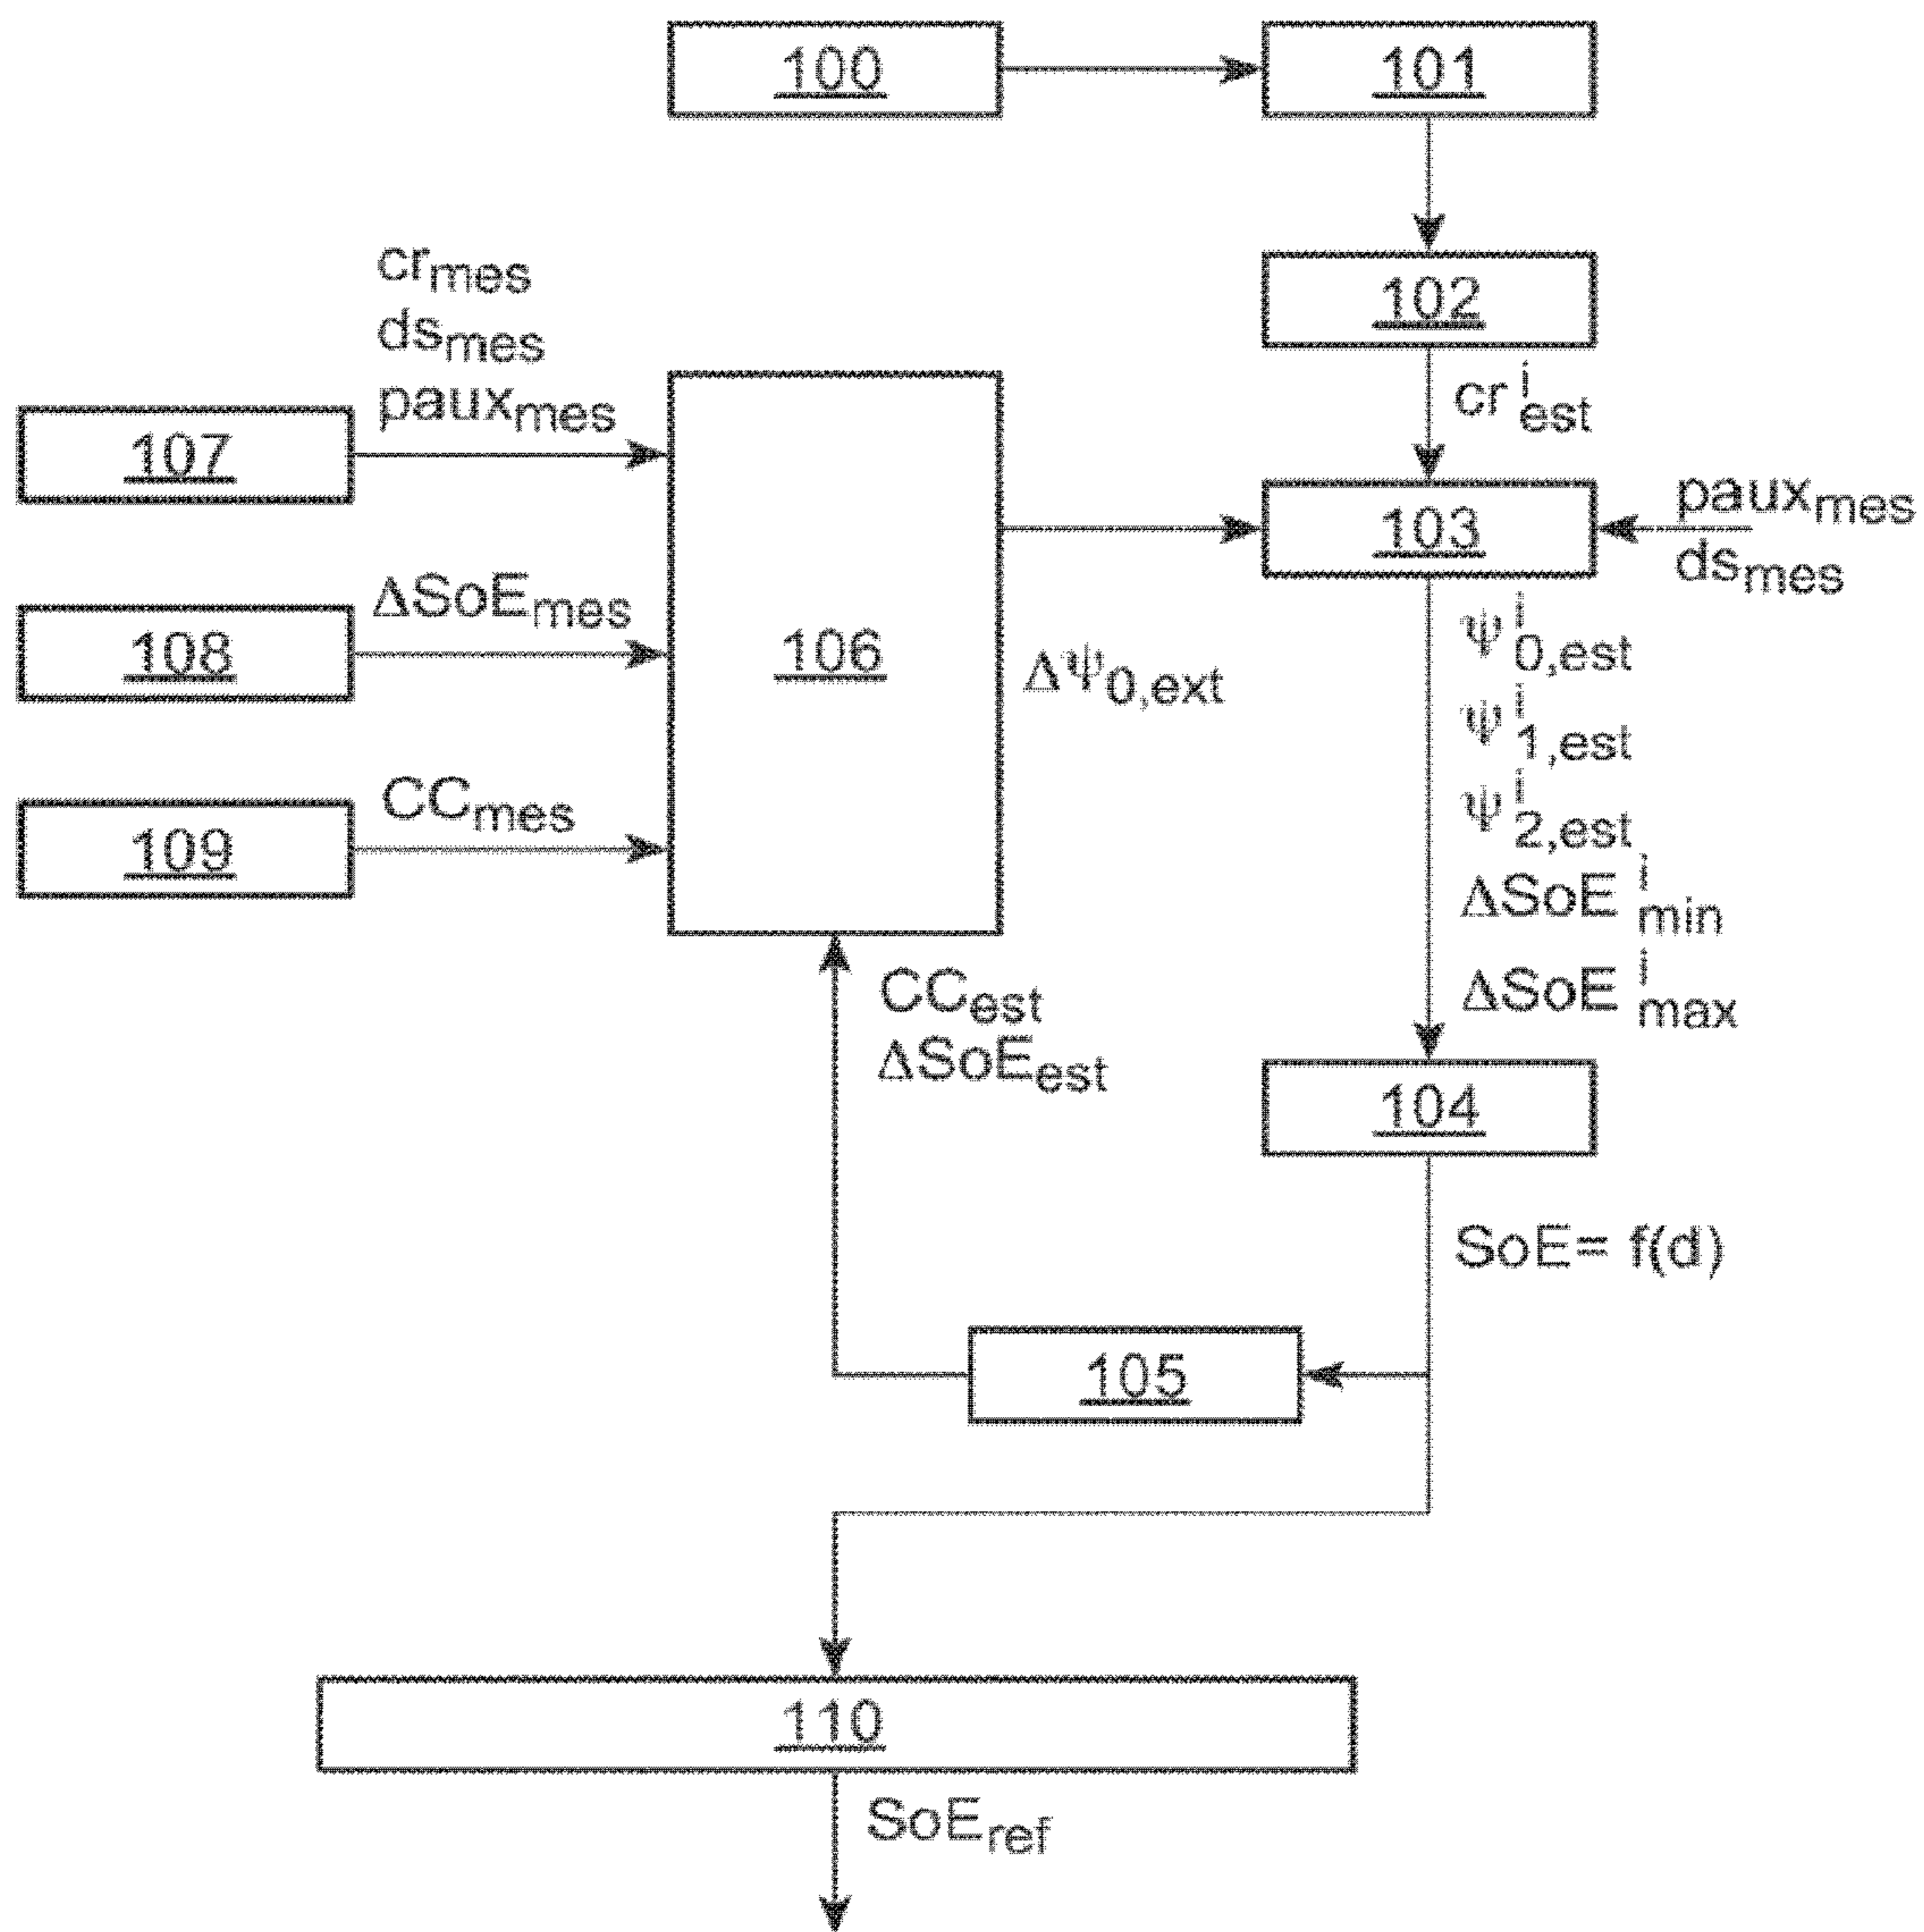 100
101
102
cr_mes
ds_mes
paux_mes
107
cr^i_est
103
paux_mes
ds_mes
ΔSoE_mes
108
106
Δψ_0,ext
ψ^i_0,est
ψ^i_1,est
ψ^i_2,est
ΔSoE^i_min
ΔSoE^i_max
CC_mes
109
CC_est
ΔSoE_est
104
SoE= f(d)
105
110
SoE_ref